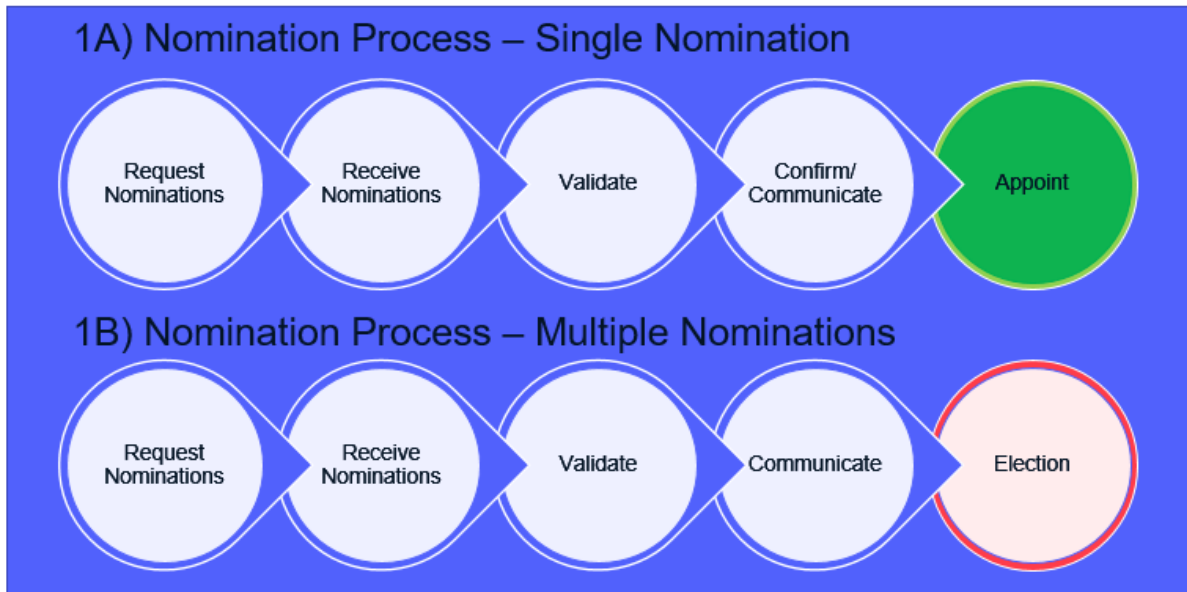 1A) Nomination Process – Single Nomination
Request
Nominations
Receive
Nominations
Validate
Confirm/
Communicate
Appoint
1B) Nomination Process – Multiple Nominations
Request
Nominations
Receive
Nominations
Validate
Communicate
Election